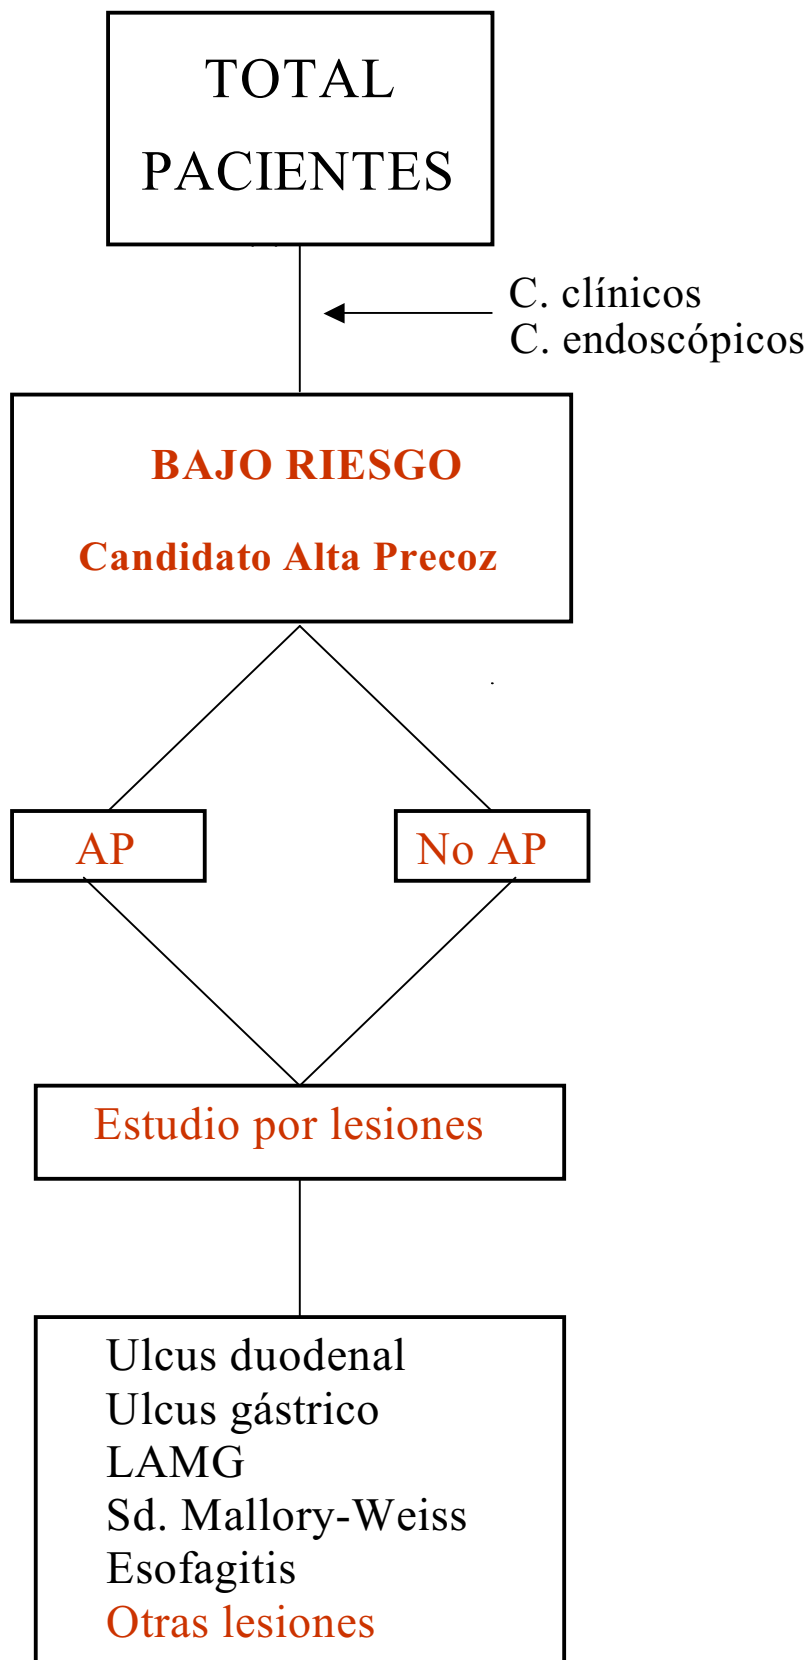 TOTAL
PACIENTES
C. clínicos
C. endoscópicos
BAJO RIESGO
Candidato Alta Precoz
AP
No AP
Estudio por lesiones
Ulcus duodenal
Ulcus gástrico
LAMG
Sd. Mallory-Weiss
Esofagitis
Otras lesiones